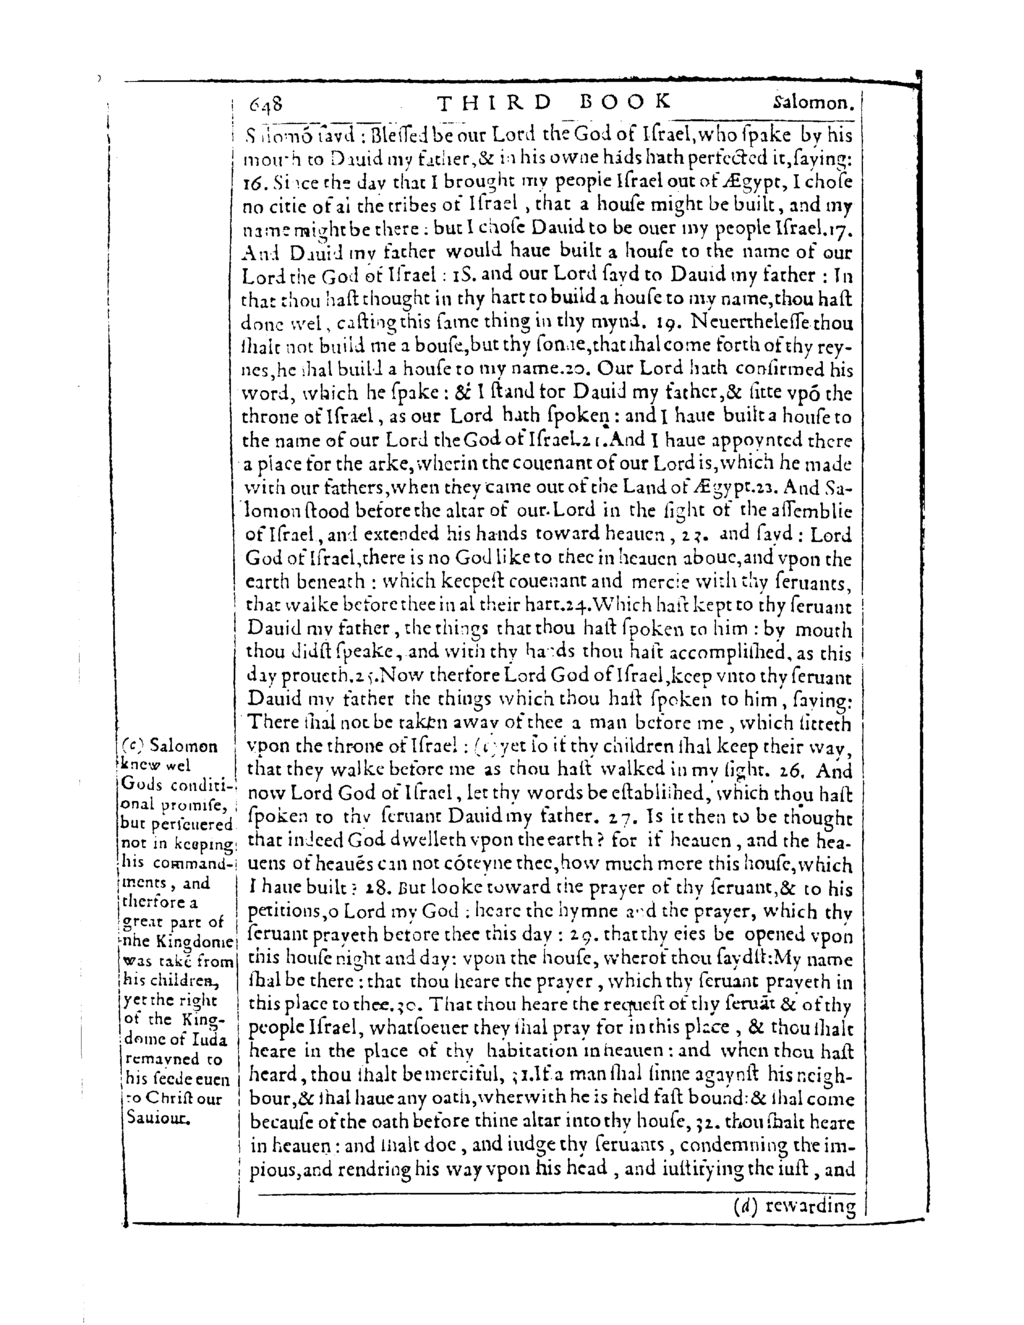 648 THIRD BOOK Salomon.
Salomõ sayd : Blessed be our Lord the God of Israel, who spake by his
mouth to Dauid my father, & in his owne hãds hath perfected it, saying:
16. Since the day that I brought my people Israel out of Ægypt, I chose
no citie of al the tribes of Israel , that a house might be built, and my
name might be there : but I chose Dauid to be ouer my people Israel. 17.
And Dauid my father would haue built a house to the name of our
Lord the God of Israel : 18. and our Lord sayd to Dauid my father : In
that thou hast thought in thy hart to build a house to my name, thou hast
done wel , casting this same thing in thy mynd. 19. Neuerthelesse thou
shalt not build me a house, but thy sonne, that shal come forth of thy rey-
nes, he shal build a house to my name. 20. Our Lord hath confirmed his
word, which he spake : & I stand for Dauid my father, & sitte vpõ the
throne of Israel , as our Lord hath spoken : and I haue built a house to
the name of our Lord the God of Israel. 21. And I haue appoynted there
a place for the arke, wherin the couenant of our Lord is, which he made
with our fathers, when they came out of the Land of Ægypt. 23. And Sa-
lomon stood before the altar of our Lord in the sight of the assemblie
of Israel , and extended his hands toward heauen , 23. and sayd : Lord
God of Israel, there is no God like to thee in heauen aboue, and vpon the
earth beneath : which keepest couenant and mercie with thy seruants,
that walke before thee in al their hart. 24. Which hast kept to thy seruant
Dauid my father , the things that thou hast spoken to him : by mouth
thou didst speake, and with thy hands thou hast accomplished, as this
day proueth. 25. Now therfore Lord God of Israel, keep vnto thy seruant
Dauid my father the things which thou hast spoken to him , saying:
There shal not be taken away of thee a man before me , which sitteth
vpon the throne of Israel : (c) yet so if thy children shal keep their way,
that they walke before me as thou hast walked in my sight. 26. And
now Lord God of Israel , let thy words be established, which thou hast
spoken to thy seruant Dauid my father. 27. Is it then to be thought
that indeed God dwelleth vpon the earth ? for if heauen , and the hea-
uens of heauẽs can not cõteyne thee, how much more this house, which
I haue built ? 28. But looke toward the prayer of thy seruant, & to his
petitions, o Lord my God : heare the hymne and the prayer, which thy
seruant prayeth before thee this day : 29. that thy eies be opened vpon
this house night and day: vpon the house, wherof thou saydst: My name
shal be there : that thou heare the prayer , which thy seruant prayeth in
this place to thee. 30. That thou heare the request of thy seruãt & of thy
people Israel, whatsoeuer they shal pray for in this place , & thou shalt
heare in the place of thy habitation in heauen : and when thou hast
heard , thou shalt be merciful, 31. If a man shal sinne agaynst his neigh-
bour, & shal haue any oath, wherwith he is held fast bound: & shal come
because of the oath before thine altar into thy house, 32. thou shalt heare
in heauen : and shalt doe , and iudge thy seruants , condemning the im-
pious, and rendring his way vpon his head , and iustifying the iust , and
(d) rewarding
(c) Salomon
knew wel
Gods conditi-
onal promise,
but perseuered
not in keeping
his command-
ments , and
therfore a
great part of
the Kingdome
was takẽ from
his children,
yet the right
of the King-
dome of Iuda
remayned to
his seede euen
to Christ our
Sauiour.